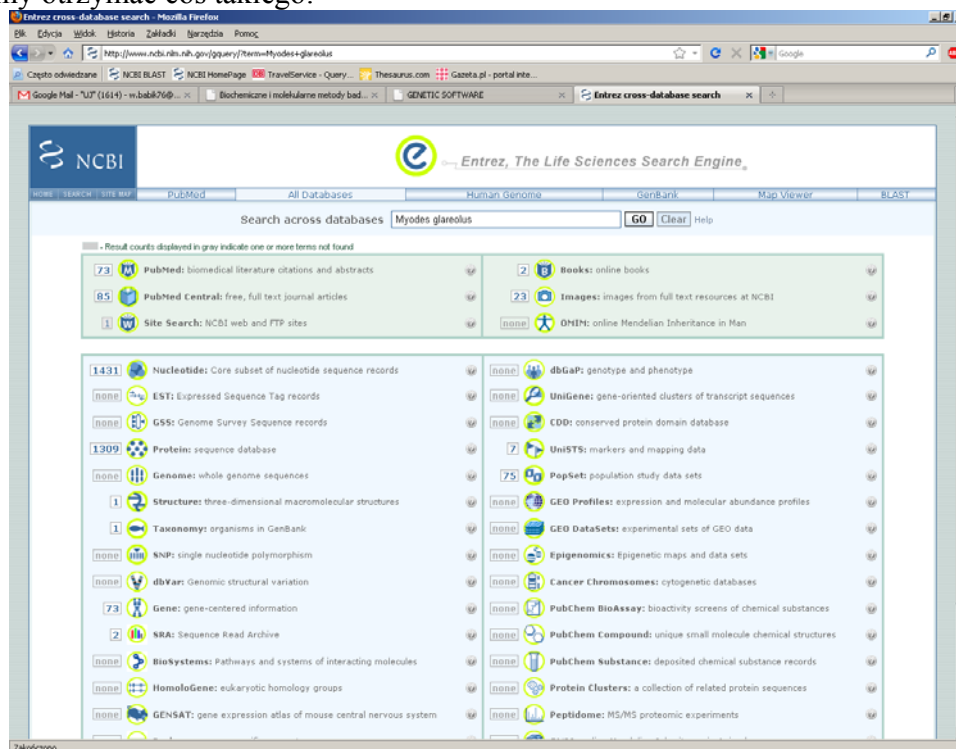 my otrzymać coś takiego:
Entrez cross-database search - Mozilla Firefox
Plik Edycja Widok Historia Zakładki Narzędzia Pomoc
http://www.ncbi.nlm.nih.gov/gquery/?term=Myodes+glareolus
Google
Często odwiedzane NCBI BLAST NCBI HomePage TravelService - Query... Thesaurus.com Gazeta.pl - portal inte...
Google Mail - "UJ" (1614) - w.babik76@... Biochemiczne i molekularne metody bad... GENETIC SOFTWARE Entrez cross-database search
NCBI
Entrez, The Life Sciences Search Engine
HOME SEARCH SITE MAP PubMed All Databases Human Genome GenBank Map Viewer BLAST
Search across databases Myodes glareolus GO Clear Help
- Result counts displayed in gray indicate one or more terms not found
73 PubMed: biomedical literature citations and abstracts
2 Books: online books
85 PubMed Central: free, full text journal articles
23 Images: images from full text resources at NCBI
1 Site Search: NCBI web and FTP sites
none OMIM: online Mendelian Inheritance in Man
1431 Nucleotide: Core subset of nucleotide sequence records
none dbGaP: genotype and phenotype
none EST: Expressed Sequence Tag records
none UniGene: gene-oriented clusters of transcript sequences
none GSS: Genome Survey Sequence records
none CDD: conserved protein domain database
1309 Protein: sequence database
7 UniSTS: markers and mapping data
none Genome: whole genome sequences
75 PopSet: population study data sets
1 Structure: three-dimensional macromolecular structures
none GEO Profiles: expression and molecular abundance profiles
1 Taxonomy: organisms in GenBank
none GEO DataSets: experimental sets of GEO data
none SNP: single nucleotide polymorphism
none Epigenomics: Epigenetic maps and data sets
none dbVar: Genomic structural variation
none Cancer Chromosomes: cytogenetic databases
73 Gene: gene-centered information
none PubChem BioAssay: bioactivity screens of chemical substances
2 SRA: Sequence Read Archive
none PubChem Compound: unique small molecule chemical structures
none BioSystems: Pathways and systems of interacting molecules
none PubChem Substance: deposited chemical substance records
none HomoloGene: eukaryotic homology groups
none Protein Clusters: a collection of related protein sequences
none GENSAT: gene expression atlas of mouse central nervous system
none Peptidome: MS/MS proteomic experiments
Zakończono